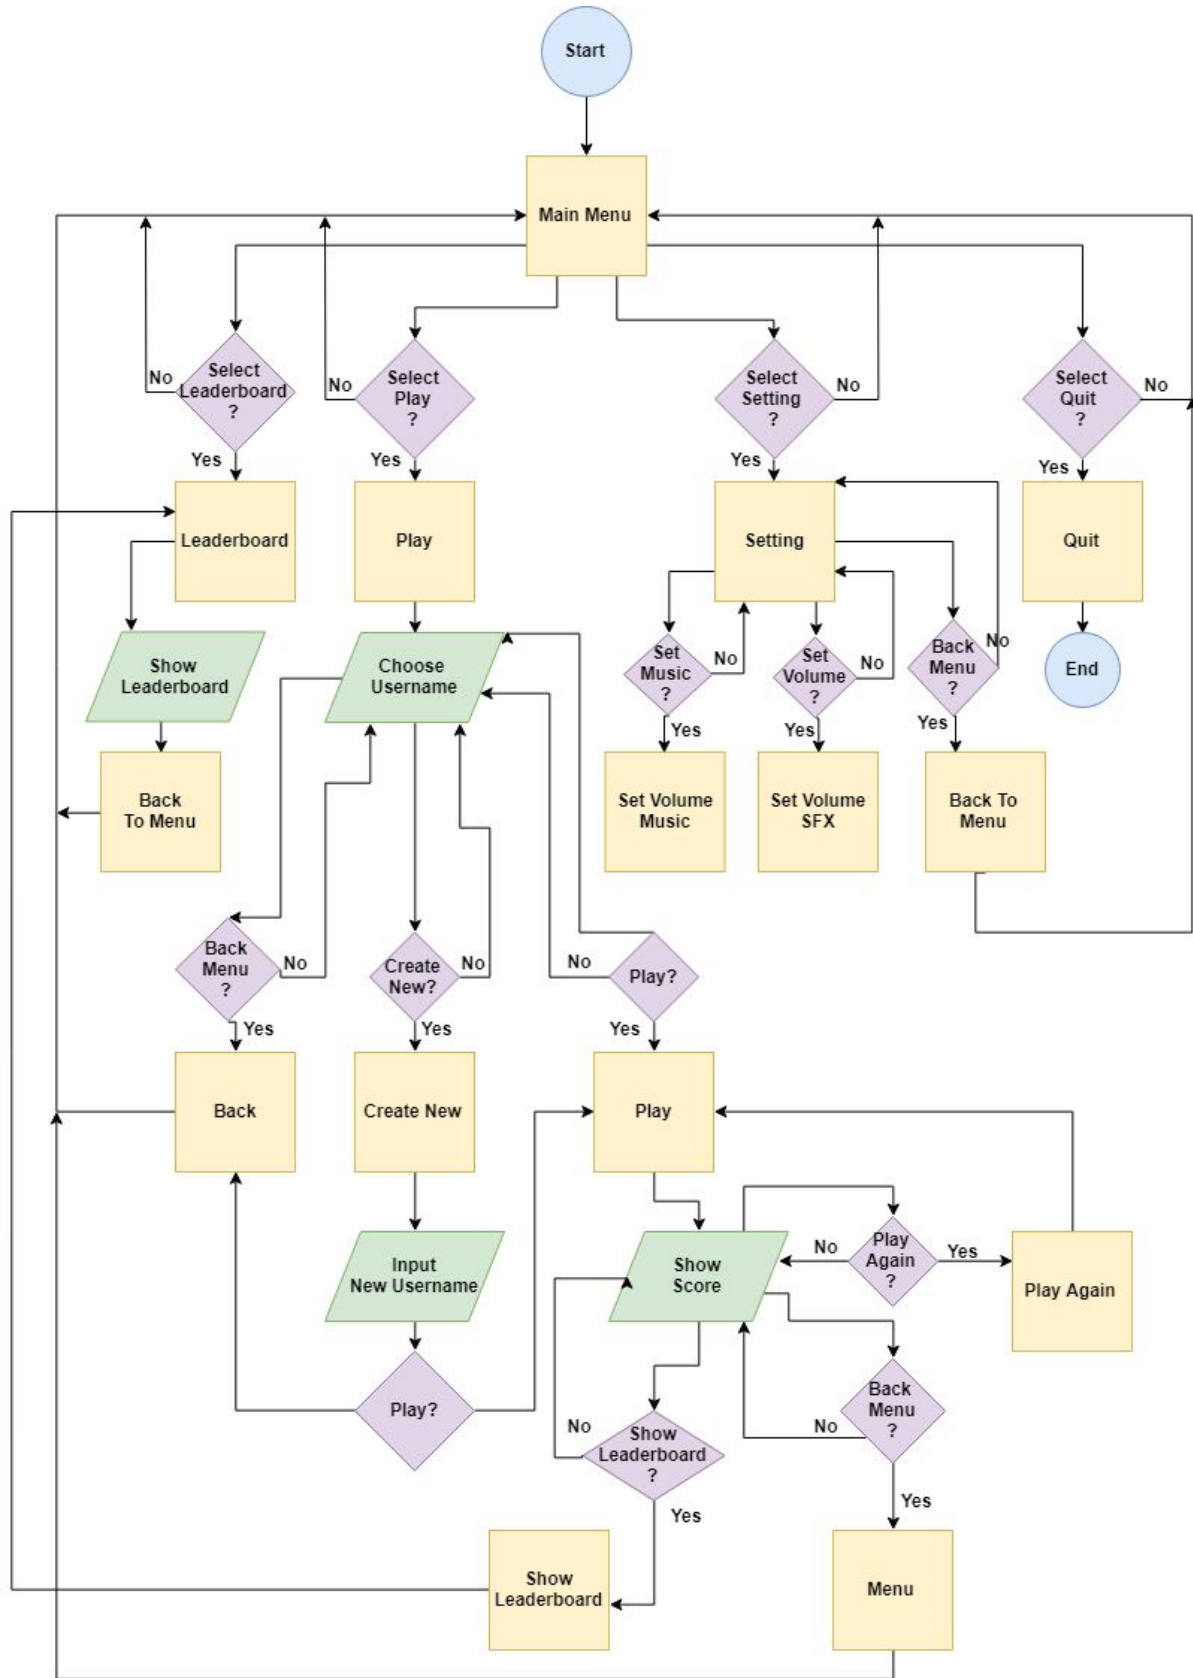 Start
Main Menu
Select
Leaderboard
?
No
Yes
Select
Play
?
No
Yes
Select
Setting
?
No
Yes
Select
Quit
?
No
Yes
Leaderboard
Play
Setting
Quit
Show
Leaderboard
Choose
Username
Set
Music
?
No
Yes
Set
Volume
?
No
Yes
Back
Menu
?
No
Yes
End
Back
To Menu
Set Volume
Music
Set Volume
SFX
Back To
Menu
Back
Menu
?
No
Yes
Create
New?
No
Yes
No
Play?
Yes
Back
Create New
Play
Input
New Username
Show
Score
No
Play
Again
?
Yes
Play Again
Play?
No
Show
Leaderboard
?
Yes
Back
Menu
?
No
Yes
Show
Leaderboard
Menu